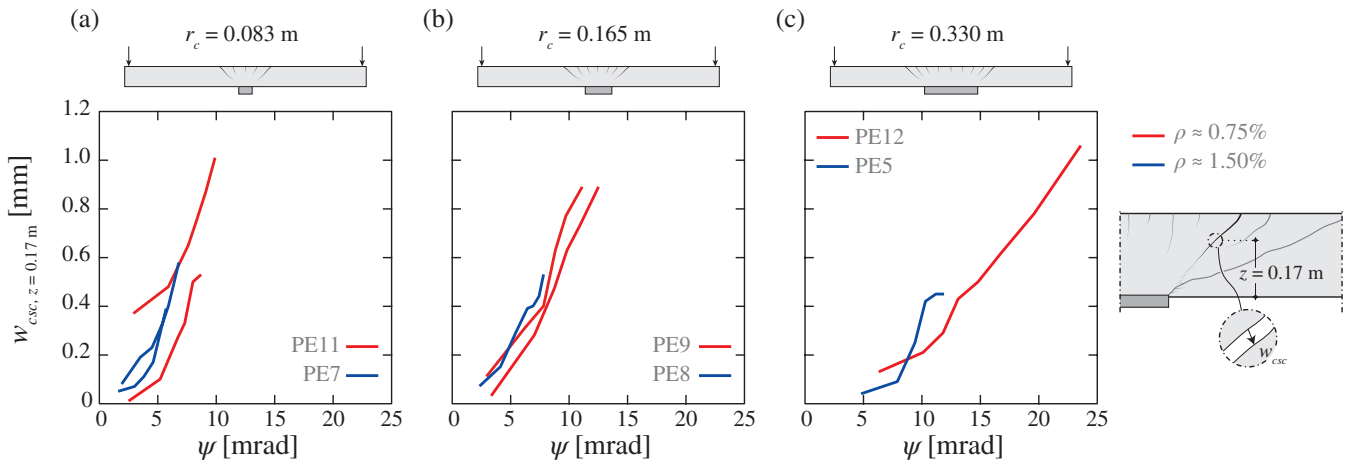 (a)
r_c = 0.083 m
(b)
r_c = 0.165 m
(c)
r_c = 0.330 m
w_csc, z = 0.17 m [mm]
1.2
1.0
0.8
0.6
0.4
0.2
0
PE11
PE7
0 5 10 15 20 25
ψ [mrad]
PE9
PE8
0 5 10 15 20 25
ψ [mrad]
PE12
PE5
0 5 10 15 20 25
ψ [mrad]
ρ ≈ 0.75%
ρ ≈ 1.50%
z = 0.17 m
w_csc